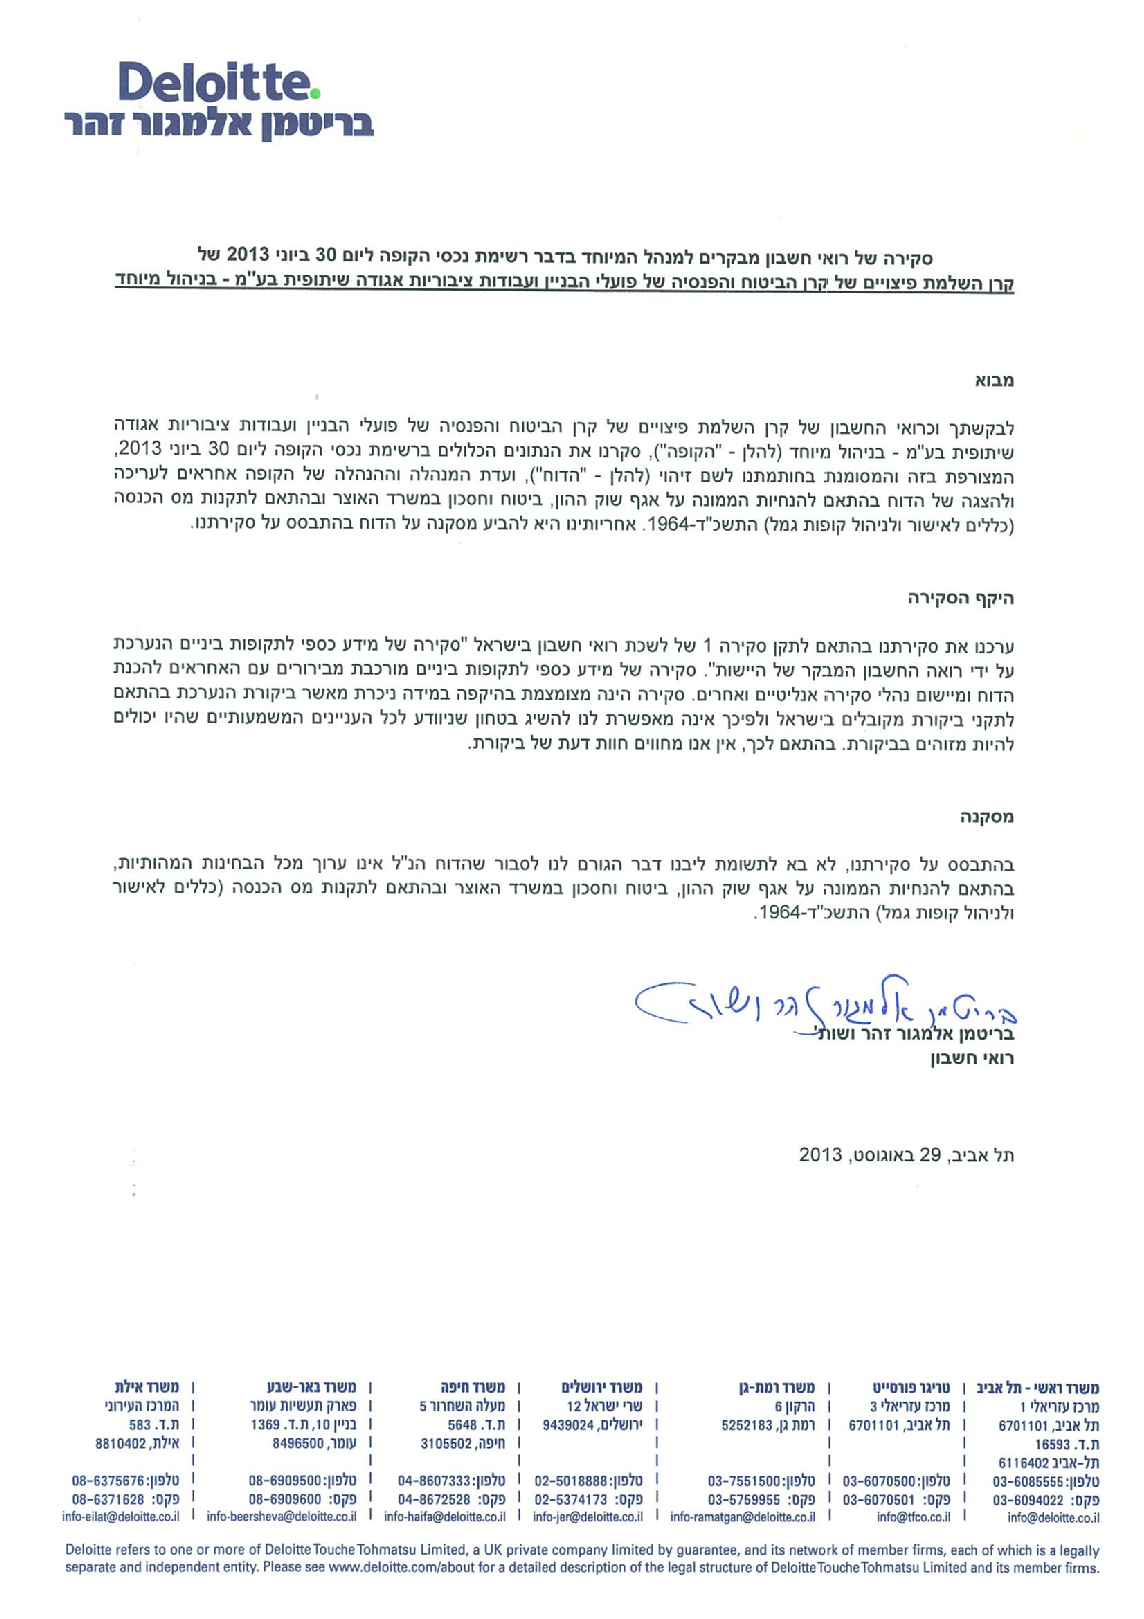 Deloitte.
בריטמן אלמגור זהר
סקירה של רואי חשבון מבקרים למנהל המיוחד בדבר רשימת נכסי הקופה ליום 30 ביוני 2013 של
קרן השלמת פיצויים של קרן הביטוח והפנסיה של פועלי הבניין ועבודות ציבוריות אגודה שיתופית בע"מ - בניהול מיוחד
מבוא
לבקשתך וכרואי החשבון של קרן השלמת פיצויים של קרן הביטוח והפנסיה של פועלי הבניין ועבודות ציבוריות אגודה
שיתופית בע"מ - בניהול מיוחד (להלן - "הקופה"), סקרנו את הנתונים הכלולים ברשימת נכסי הקופה ליום 30 ביוני 2013,
המצורפת בזה והמסומנת בחותמתנו לשם זיהוי (להלן - "הדוח"), ועדת המנהלה וההנהלה של הקופה אחראים לעריכה
ולהצגה של הדוח בהתאם להנחיות הממונה על אגף שוק ההון, ביטוח וחסכון במשרד האוצר ובהתאם לתקנות מס הכנסה
(כללים לאישור ולניהול קופות גמל) התשכ"ד-1964. אחריותינו היא להביע מסקנה על הדוח בהתבסס על סקירתנו.
היקף הסקירה
ערכנו את סקירתנו בהתאם לתקן סקירה 1 של לשכת רואי חשבון בישראל "סקירה של מידע כספי לתקופות ביניים הנערכת
על ידי רואה החשבון המבקר של היישות". סקירה של מידע כספי לתקופות ביניים מורכבת מבירורים עם האחראים להכנת
הדוח ומיישום נהלי סקירה אנליטיים ואחרים. סקירה הינה מצומצמת בהיקפה במידה ניכרת מאשר ביקורת הנערכת בהתאם
לתקני ביקורת מקובלים בישראל ולפיכך אינה מאפשרת לנו להשיג בטחון שניוודע לכל העניינים המשמעותיים שהיו יכולים
להיות מזוהים בביקורת. בהתאם לכך, אין אנו מחווים חוות דעת של ביקורת.
מסקנה
בהתבסס על סקירתנו, לא בא לתשומת ליבנו דבר הגורם לנו לסבור שהדוח הנ"ל אינו ערוך מכל הבחינות המהותיות,
בהתאם להנחיות הממונה על אגף שוק ההון, ביטוח וחסכון במשרד האוצר ובהתאם לתקנות מס הכנסה (כללים לאישור
ולניהול קופות גמל) התשכ"ד-1964.
בריטמן אלמגור זהר ושות'
בריטמן אלמגור זהר ושות'
רואי חשבון
תל אביב, 29 באוגוסט, 2013
משרד ראשי - תל אביב | טריגר פורסייט | משרד רמת-גן | משרד ירושלים | משרד חיפה | משרד באר-שבע | משרד אילת
מרכז עזריאלי 1 | מרכז עזריאלי 3 | הרקון 6 | שרי ישראל 12 | מעלה השחרור 5 | פארק תעשיות עומר | המרכז העירוני
תל אביב, 6701101 | תל אביב, 6701101 | רמת גן, 5252183 | ירושלים, 9439024 | ת.ד. 5648 | בניין 10, ת.ד. 1369 | ת.ד. 583
ת.ד. 16593 | | | | חיפה, 3105502 | עומר, 8496500 | אילת, 8810402
תל-אביב 6116402
טלפון: 03-6085555 | טלפון: 03-6070500 | טלפון: 03-7551500 | טלפון: 02-5018888 | טלפון: 04-8607333 | טלפון: 08-6909500 | טלפון: 08-6375676
פקס: 03-6094022 | פקס: 03-6070501 | פקס: 03-5759955 | פקס: 02-5374173 | פקס: 04-8672528 | פקס: 08-6909600 | פקס: 08-6371628
info@deloitte.co.il | info@tfco.co.il | info-ramatgan@deloitte.co.il | info-jer@deloitte.co.il | info-haifa@deloitte.co.il | info-beersheva@deloitte.co.il | info-eilat@deloitte.co.il
Deloitte refers to one or more of Deloitte Touche Tohmatsu Limited, a UK private company limited by guarantee, and its network of member firms, each of which is a legally
separate and independent entity. Please see www.deloitte.com/about for a detailed description of the legal structure of Deloitte Touche Tohmatsu Limited and its member firms.